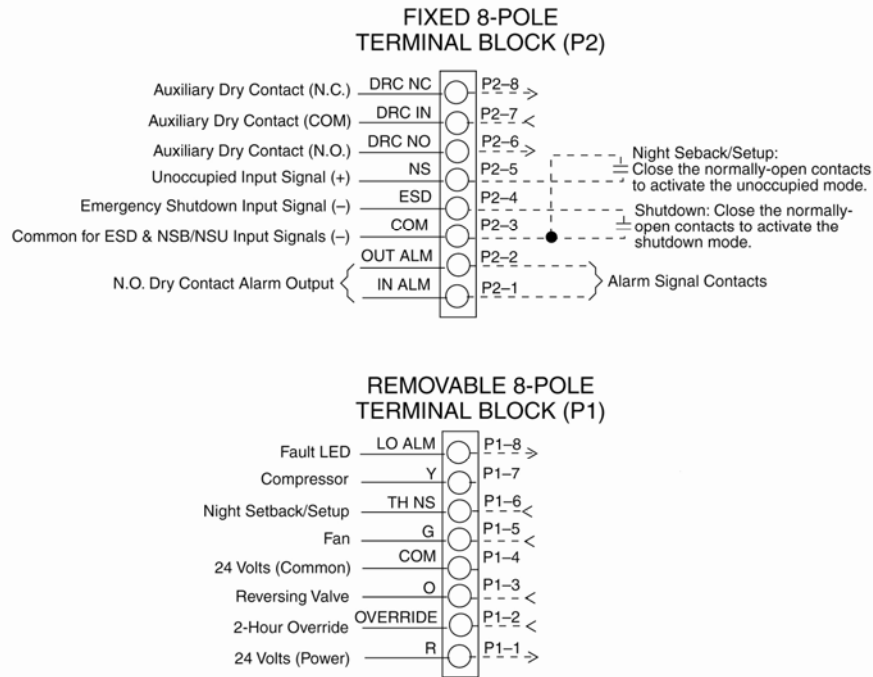 FIXED 8-POLE
TERMINAL BLOCK (P2)
Auxiliary Dry Contact (N.C.) DRC NC P2–8
Auxiliary Dry Contact (COM) DRC IN P2–7
Auxiliary Dry Contact (N.O.) DRC NO P2–6
Unoccupied Input Signal (+) NS P2–5
Night Seback/Setup:
Close the normally-open contacts
to activate the unoccupied mode.
Emergency Shutdown Input Signal (–) ESD P2–4
Common for ESD & NSB/NSU Input Signals (–) COM P2–3
Shutdown: Close the normally-
open contacts to activate the
shutdown mode.
OUT ALM P2–2
N.O. Dry Contact Alarm Output Alarm Signal Contacts
IN ALM P2–1
REMOVABLE 8-POLE
TERMINAL BLOCK (P1)
Fault LED LO ALM P1–8
Compressor Y P1–7
Night Setback/Setup TH NS P1–6
Fan G P1–5
24 Volts (Common) COM P1–4
Reversing Valve O P1–3
2-Hour Override OVERRIDE P1–2
24 Volts (Power) R P1–1